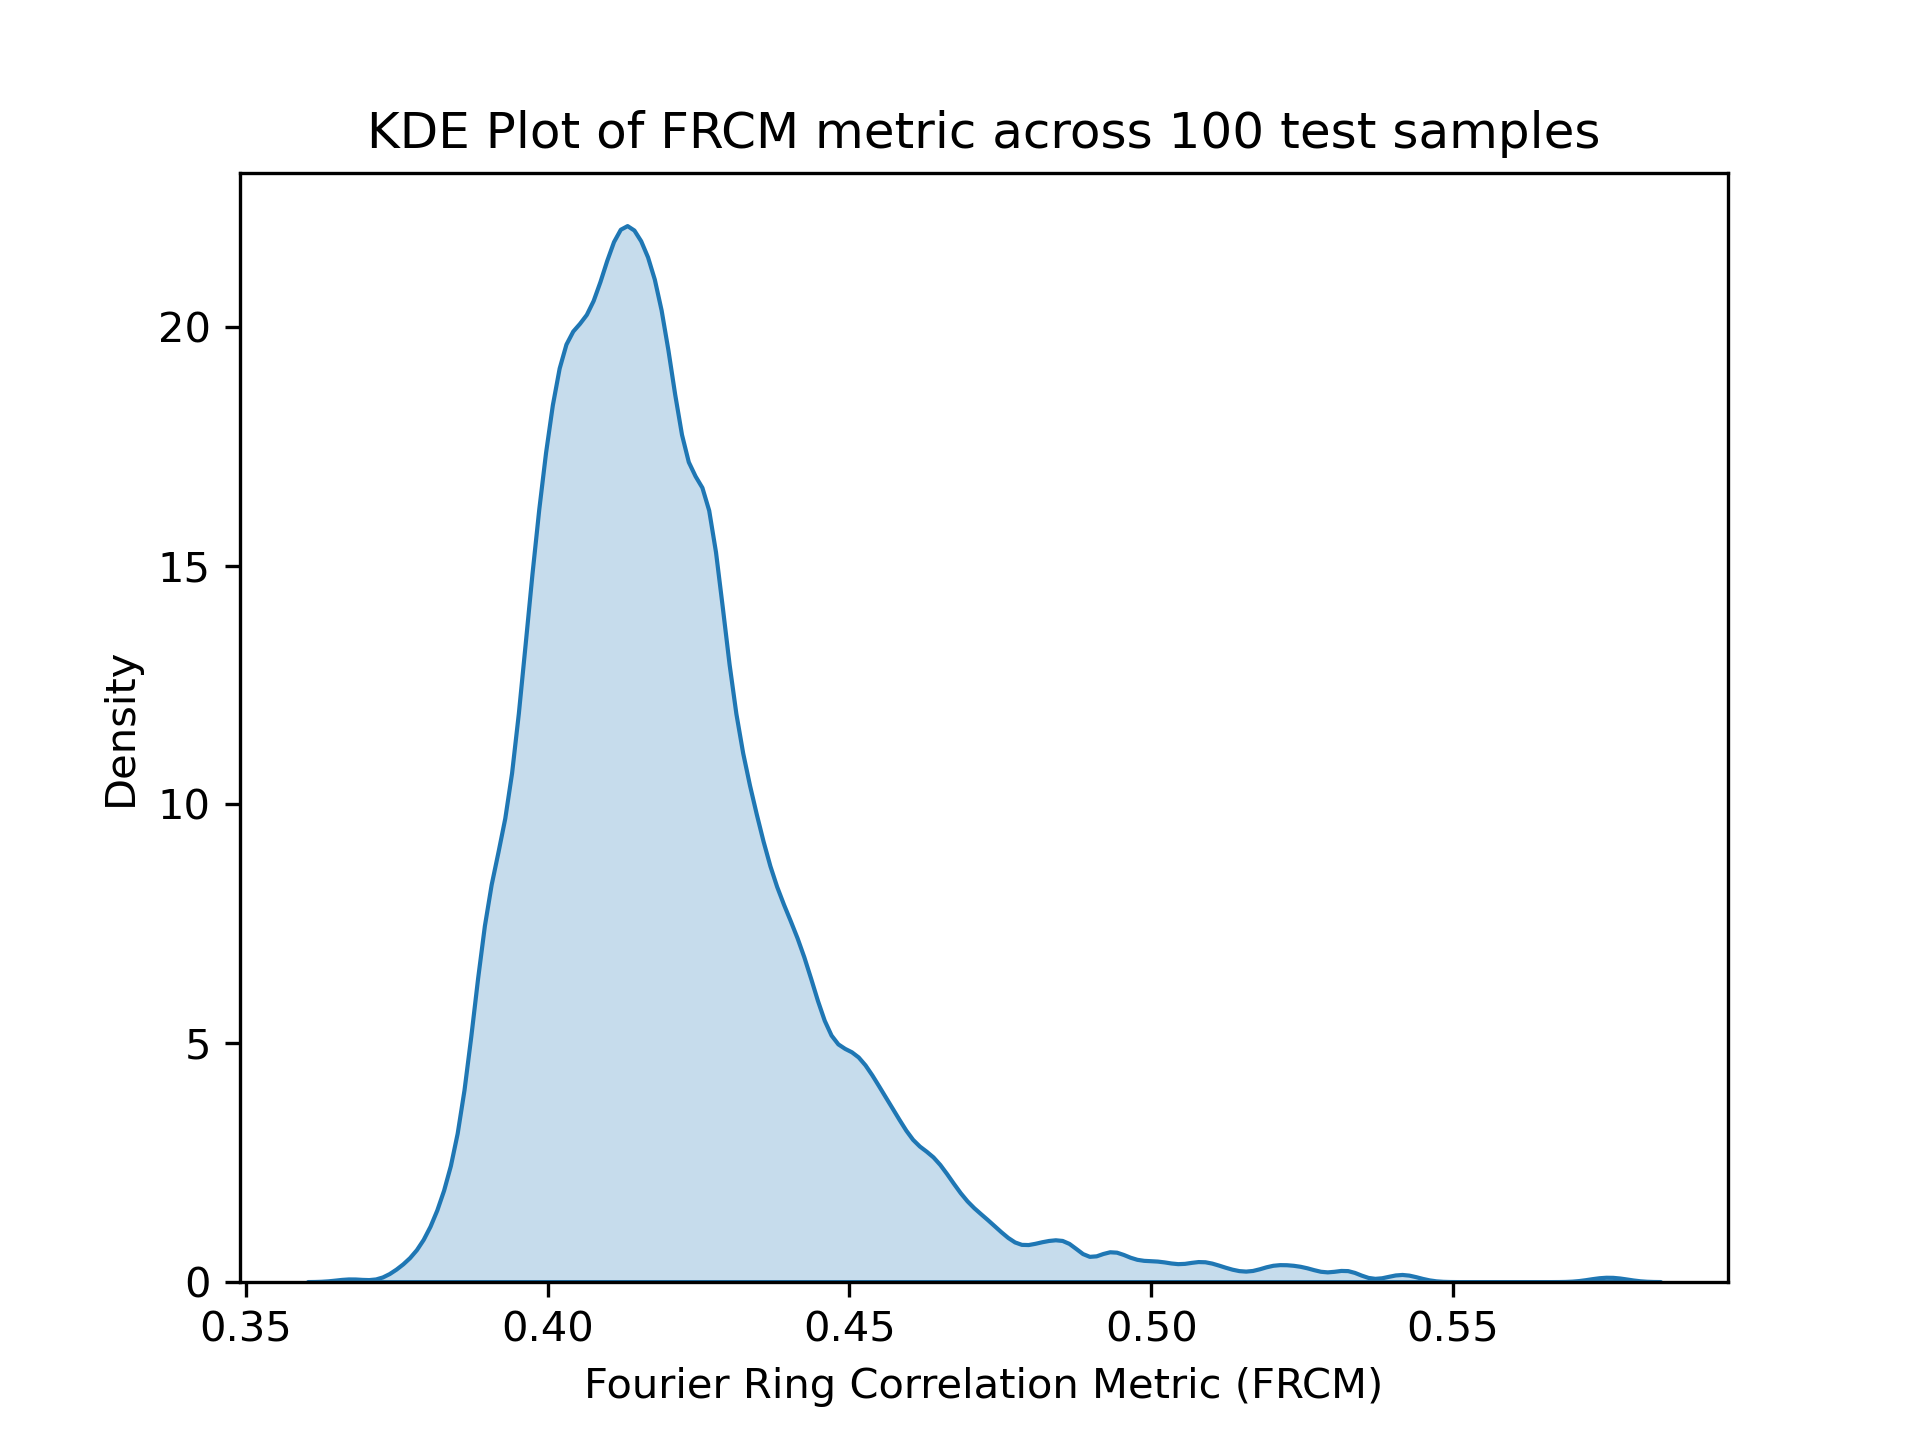 KDE Plot of FRCM metric across 100 test samples
Density
20
15
10
5
0
0.35 0.40 0.45 0.50 0.55
Fourier Ring Correlation Metric (FRCM)